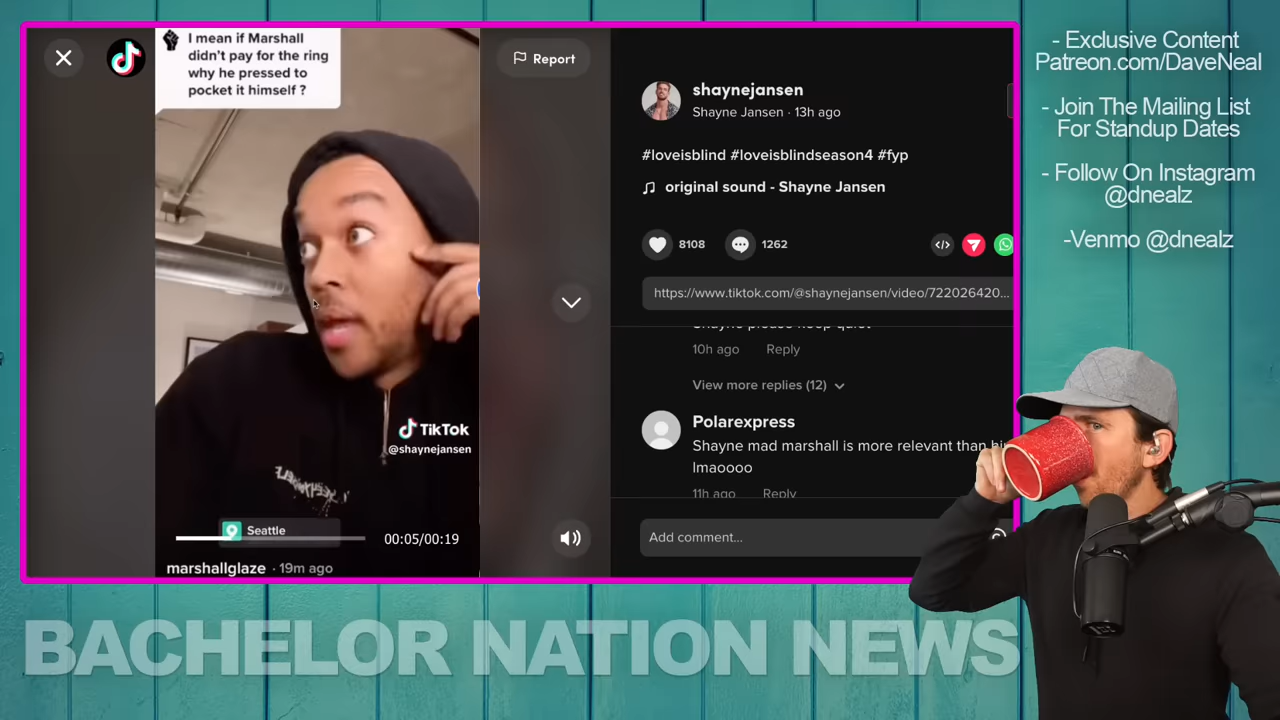 I mean if Marshall
didn't pay for the ring
why he pressed to
pocket it himself ?
TikTok
@shaynejansen
Seattle
00:05/00:19
marshallglaze · 19m ago
Report
shaynejansen
Shayne Jansen · 13h ago
#loveisblind #loveisblindseason4 #fyp
original sound - Shayne Jansen
8108
1262
https://www.tiktok.com/@shaynejansen/video/722026420...
Shayne please keep quiet
10h ago Reply
View more replies (12)
Polarexpress
Shayne mad marshall is more relevant than
lmaoooo
11h ago Reply
Add comment...
- Exclusive Content
Patreon.com/DaveNeal
- Join The Mailing List
For Standup Dates
- Follow On Instagram
@dnealz
-Venmo @dnealz
BACHELOR NATION NEWS